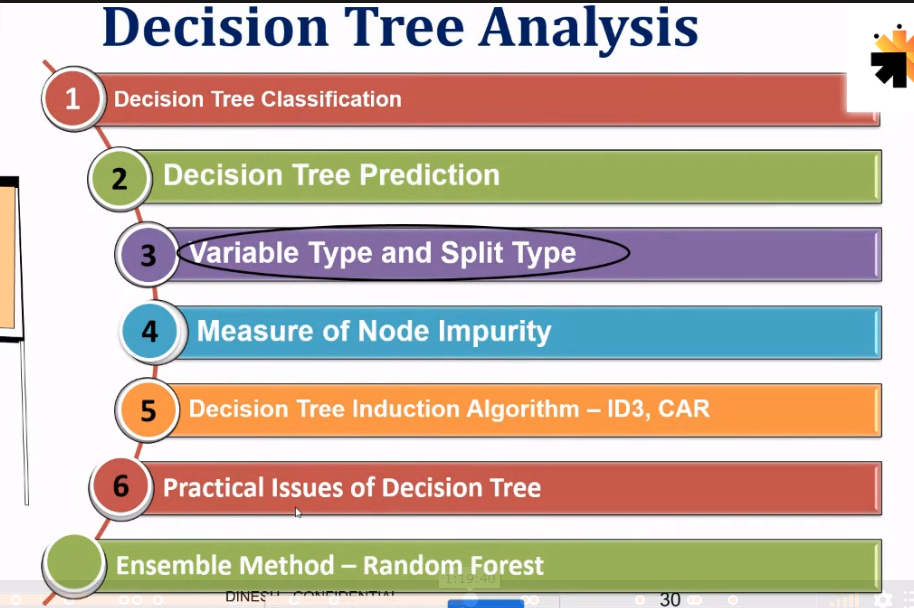 Decision Tree Analysis
1 Decision Tree Classification
2 Decision Tree Prediction
3 Variable Type and Split Type
4 Measure of Node Impurity
5 Decision Tree Induction Algorithm – ID3, CAR
6 Practical Issues of Decision Tree
Ensemble Method – Random Forest
1:19:40
DINESH CONFIDENTIAL 30